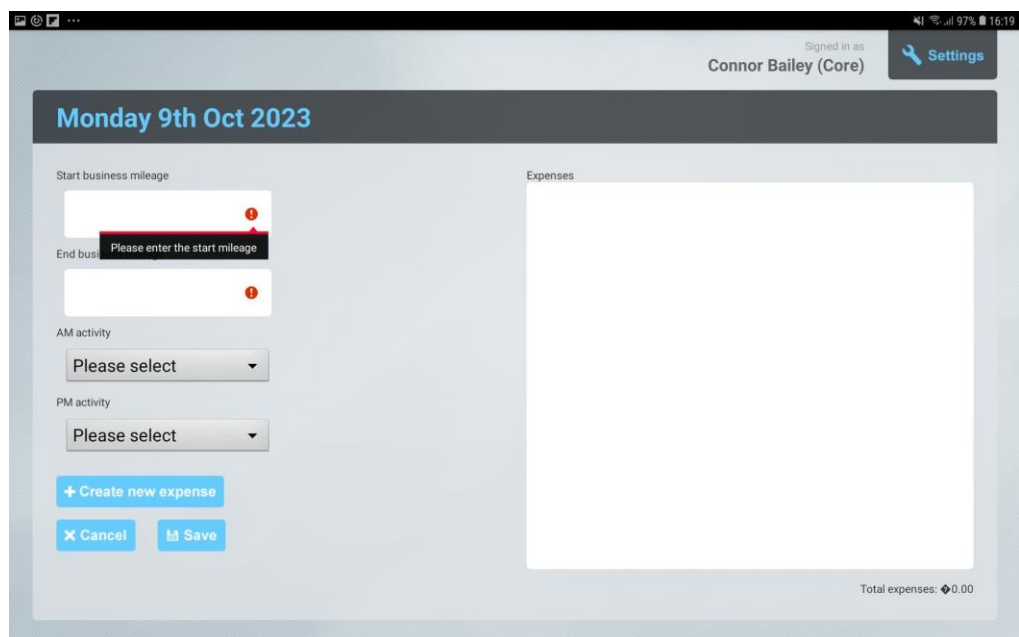 97% 16:19
Signed in as
Connor Bailey (Core)
Settings
Monday 9th Oct 2023
Start business mileage
Expenses
Please enter the start mileage
End busi
AM activity
Please select
PM activity
Please select
+ Create new expense
Cancel
Save
Total expenses: �0.00